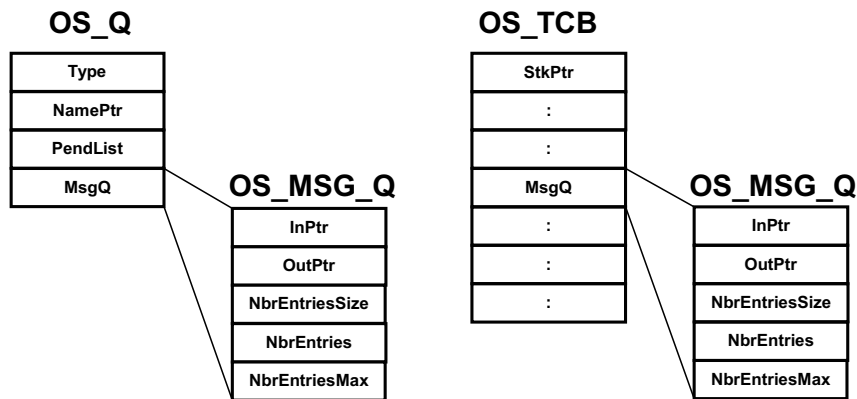 OS_Q
Type
NamePtr
PendList
MsgQ
OS_MSG_Q
InPtr
OutPtr
NbrEntriesSize
NbrEntries
NbrEntriesMax
OS_TCB
StkPtr
:
:
MsgQ
:
:
:
OS_MSG_Q
InPtr
OutPtr
NbrEntriesSize
NbrEntries
NbrEntriesMax